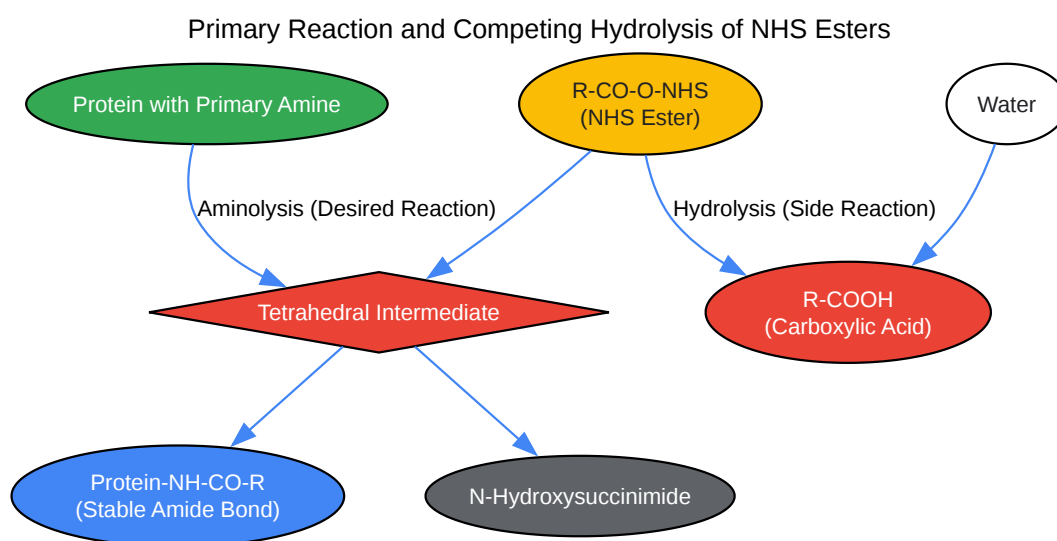 Primary Reaction and Competing Hydrolysis of NHS Esters
Protein with Primary Amine
R-CO-O-NHS
(NHS Ester)
Water
Aminolysis (Desired Reaction)
Hydrolysis (Side Reaction)
Tetrahedral Intermediate
R-COOH
(Carboxylic Acid)
Protein-NH-CO-R
(Stable Amide Bond)
N-Hydroxysuccinimide